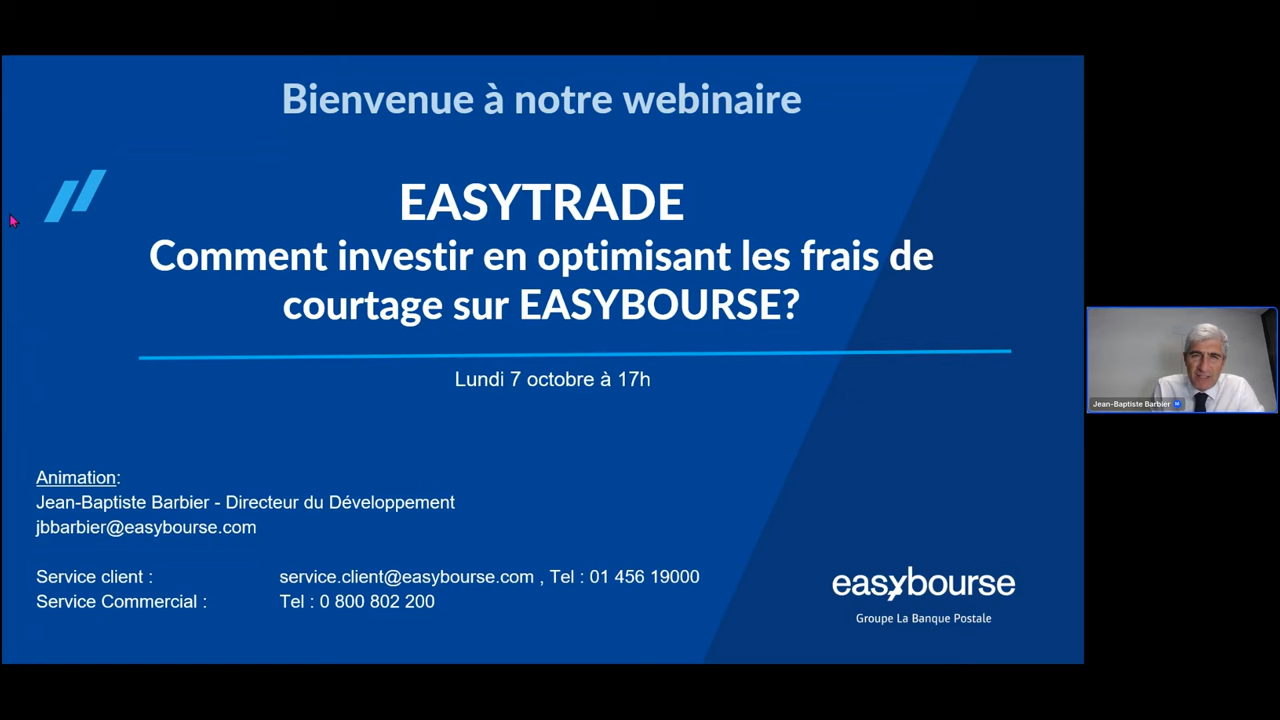 Bienvenue à notre webinaire
EASYTRADE
Comment investir en optimisant les frais de
courtage sur EASYBOURSE?
Lundi 7 octobre à 17h
Animation:
Jean-Baptiste Barbier - Directeur du Développement
jbbarbier@easybourse.com
Service client : service.client@easybourse.com , Tel : 01 456 19000
Service Commercial : Tel : 0 800 802 200
easybourse
Groupe La Banque Postale
Jean-Baptiste Barbier